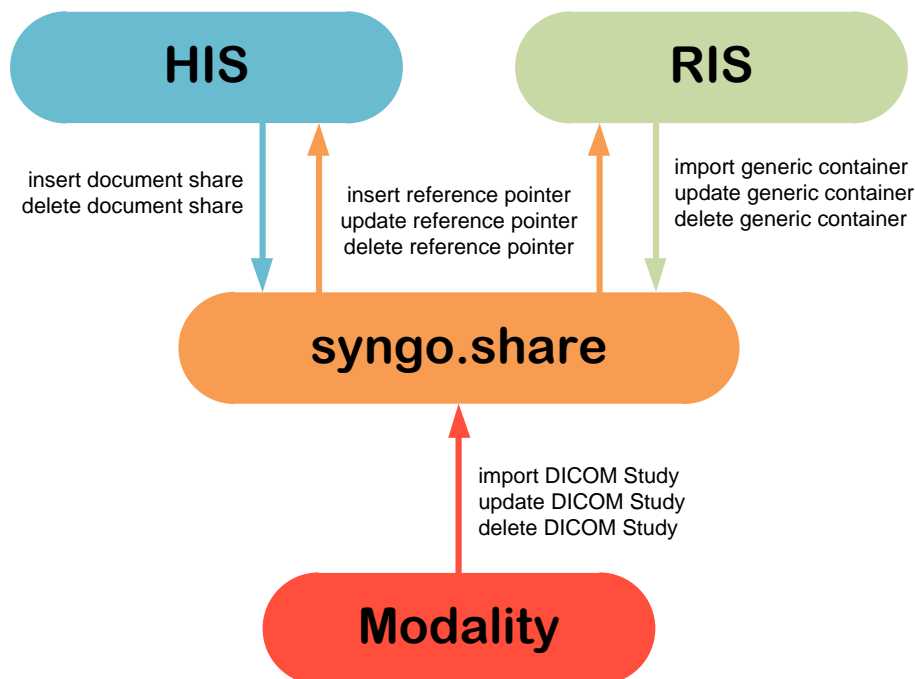 HIS
RIS
insert document share
delete document share
insert reference pointer
update reference pointer
delete reference pointer
import generic container
update generic container
delete generic container
syngo.share
import DICOM Study
update DICOM Study
delete DICOM Study
Modality